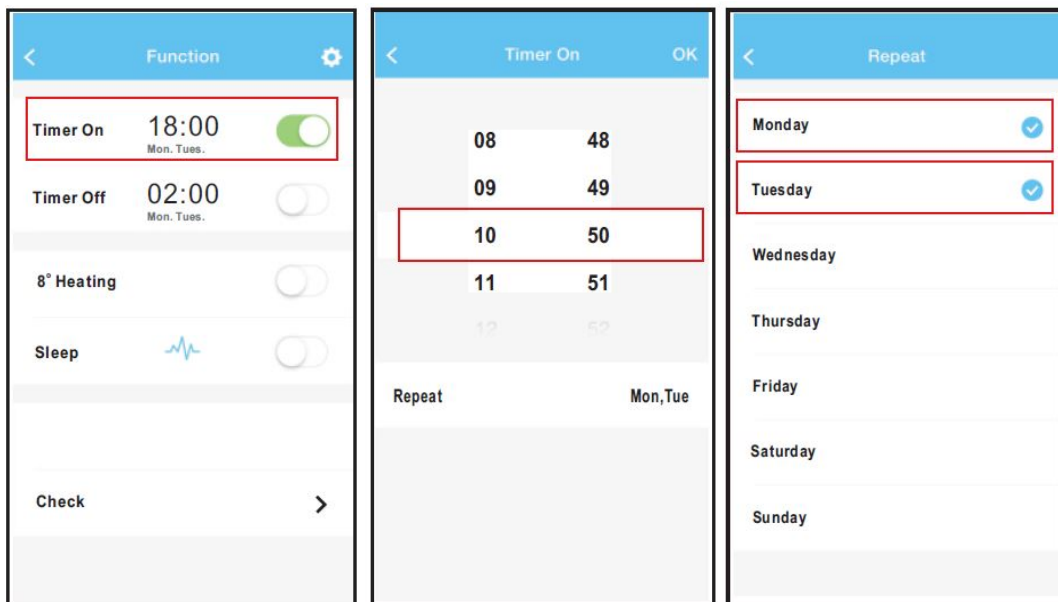 Function
Timer On 18:00
Mon. Tues.
Timer Off 02:00
Mon. Tues.
8° Heating
Sleep
Check
Timer On OK
08 48
09 49
10 50
11 51
12 52
Repeat Mon,Tue
Repeat
Monday
Tuesday
Wednesday
Thursday
Friday
Saturday
Sunday